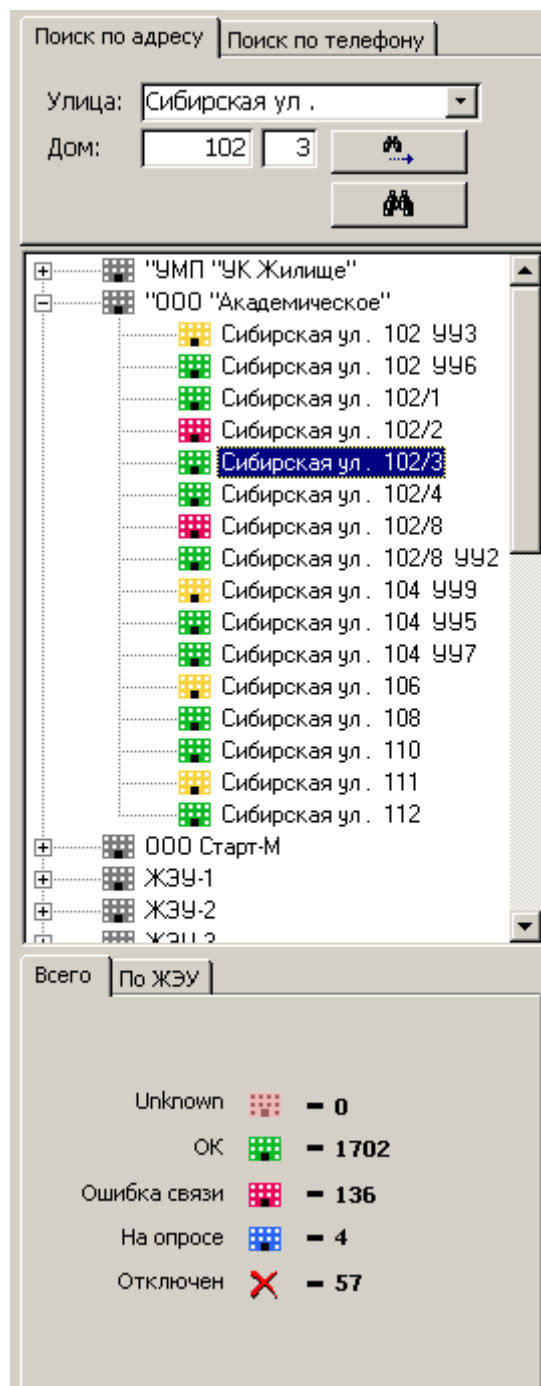 Поиск по адресу Поиск по телефону
Улица: Сибирская ул .
Дом: 102 3
"УМП "УК Жилище"
"ООО "Академическое"
Сибирская ул . 102 УУ3
Сибирская ул . 102 УУ6
Сибирская ул . 102/1
Сибирская ул . 102/2
Сибирская ул . 102/3
Сибирская ул . 102/4
Сибирская ул . 102/8
Сибирская ул . 102/8 УУ2
Сибирская ул . 104 УУ9
Сибирская ул . 104 УУ5
Сибирская ул . 104 УУ7
Сибирская ул . 106
Сибирская ул . 108
Сибирская ул . 110
Сибирская ул . 111
Сибирская ул . 112
ООО Старт-М
ЖЭУ-1
ЖЭУ-2
Всего По ЖЭУ
Unknown – 0
ОК – 1702
Ошибка связи – 136
На опросе – 4
Отключен – 57